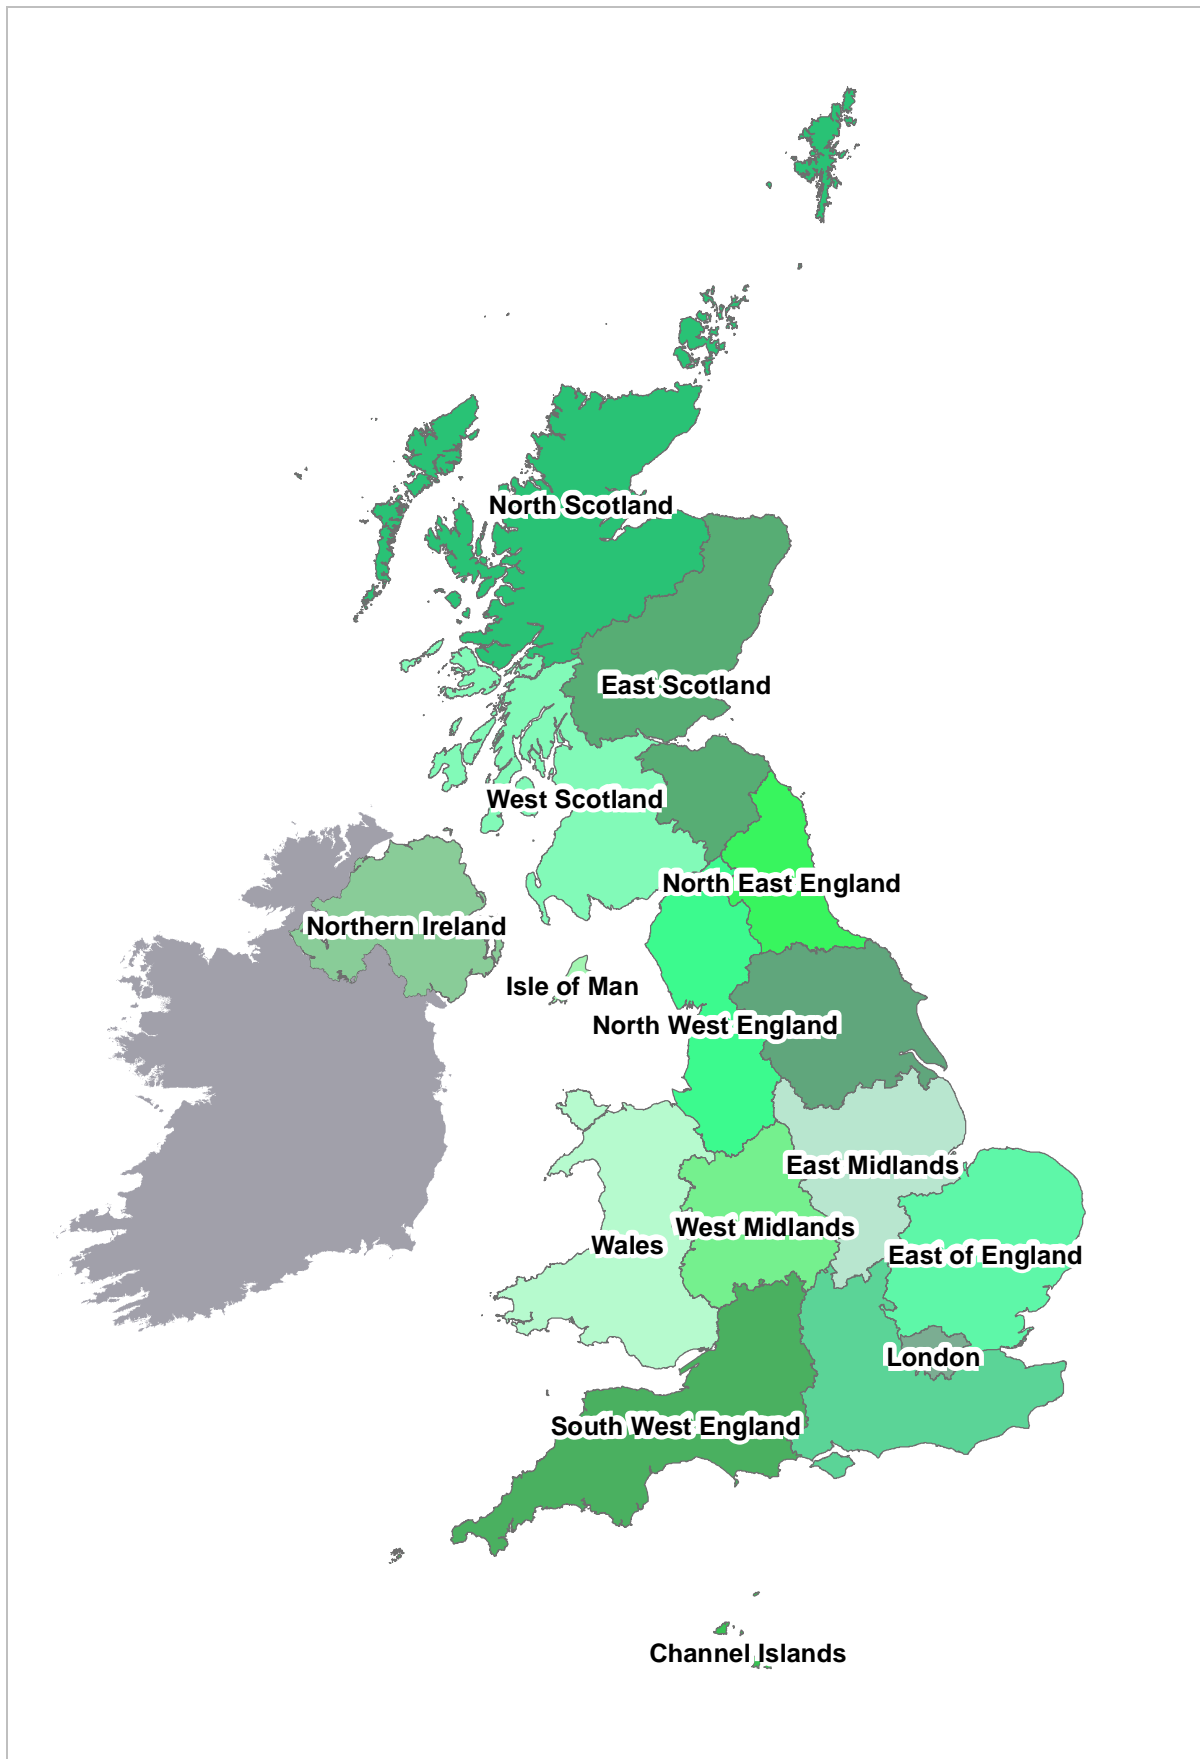 North Scotland
East Scotland
West Scotland
North East England
Northern Ireland
Isle of Man
North West England
East Midlands
West Midlands
Wales
East of England
London
South West England
Channel Islands